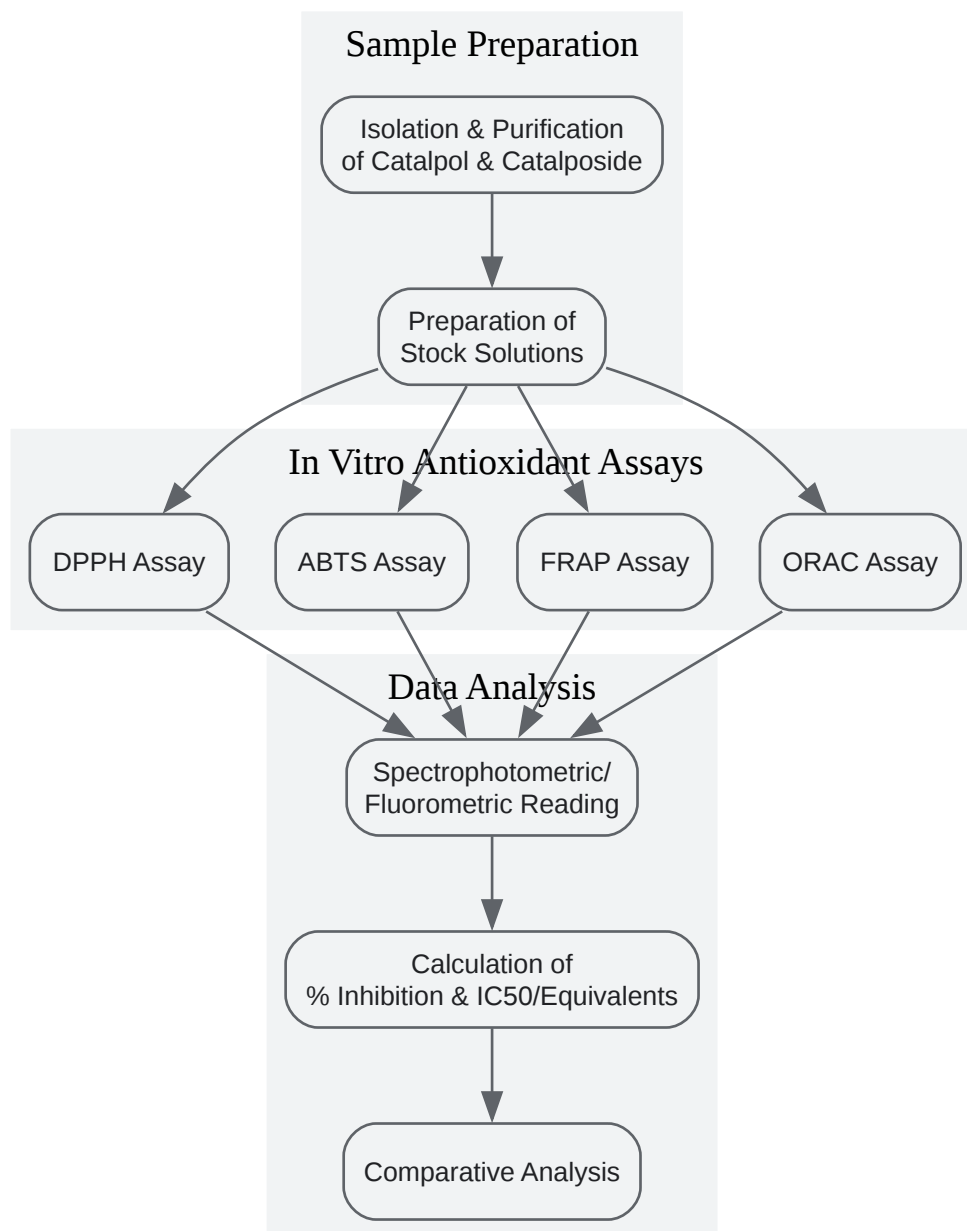 Sample Preparation
Isolation & Purification
of Catalpol & Catalposide
Preparation of
Stock Solutions
In Vitro Antioxidant Assays
DPPH Assay
ABTS Assay
FRAP Assay
ORAC Assay
Data Analysis
Spectrophotometric/
Fluorometric Reading
Calculation of
% Inhibition & IC50/Equivalents
Comparative Analysis